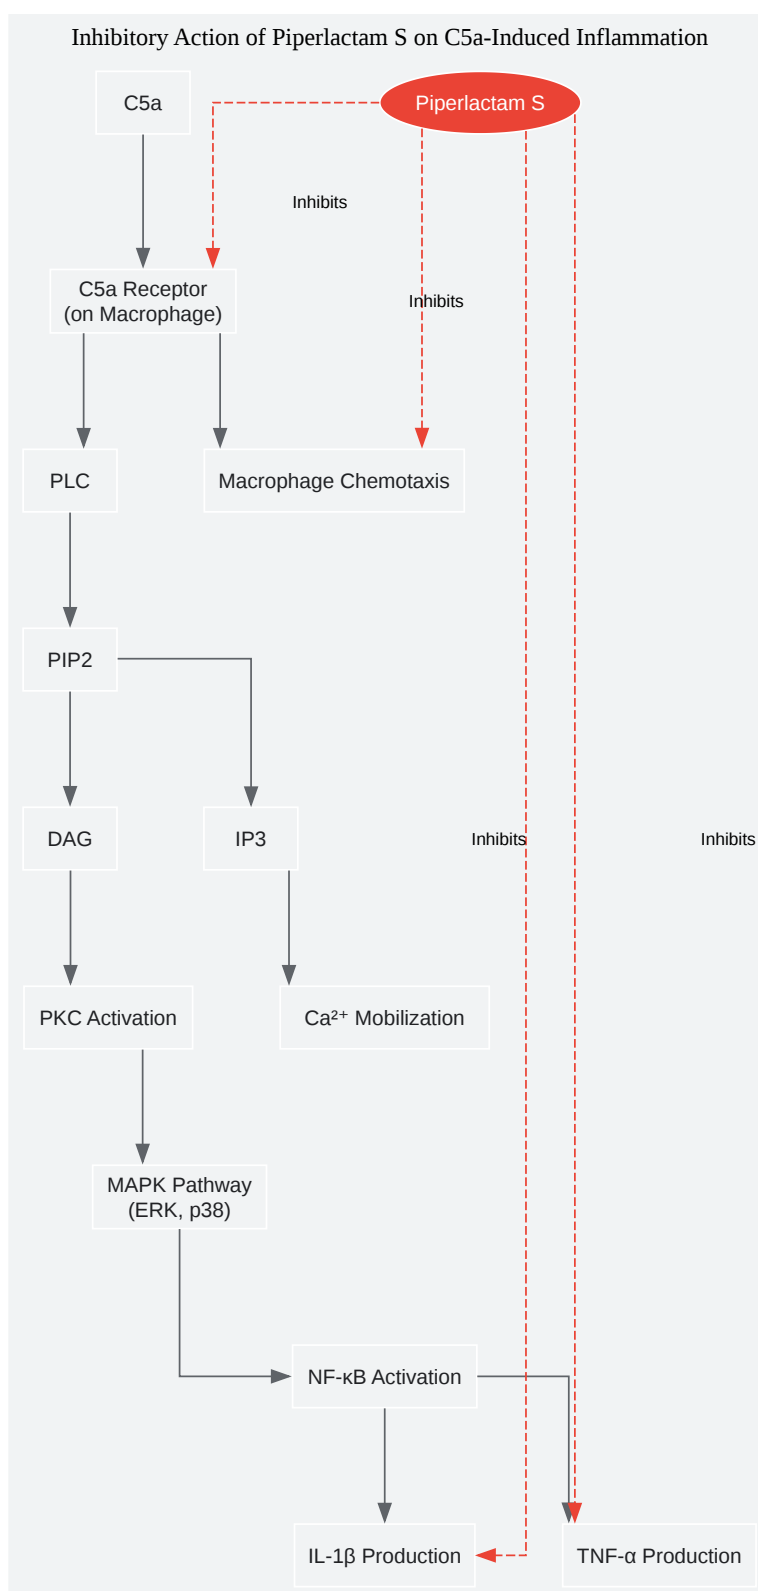 Inhibitory Action of Piperlactam S on C5a-Induced Inflammation
C5a
Piperlactam S
Inhibits
C5a Receptor
(on Macrophage)
Inhibits
PLC
Macrophage Chemotaxis
PIP2
DAG
IP3
Inhibits
Inhibits
PKC Activation
Ca²⁺ Mobilization
MAPK Pathway
(ERK, p38)
NF-κB Activation
IL-1β Production
TNF-α Production